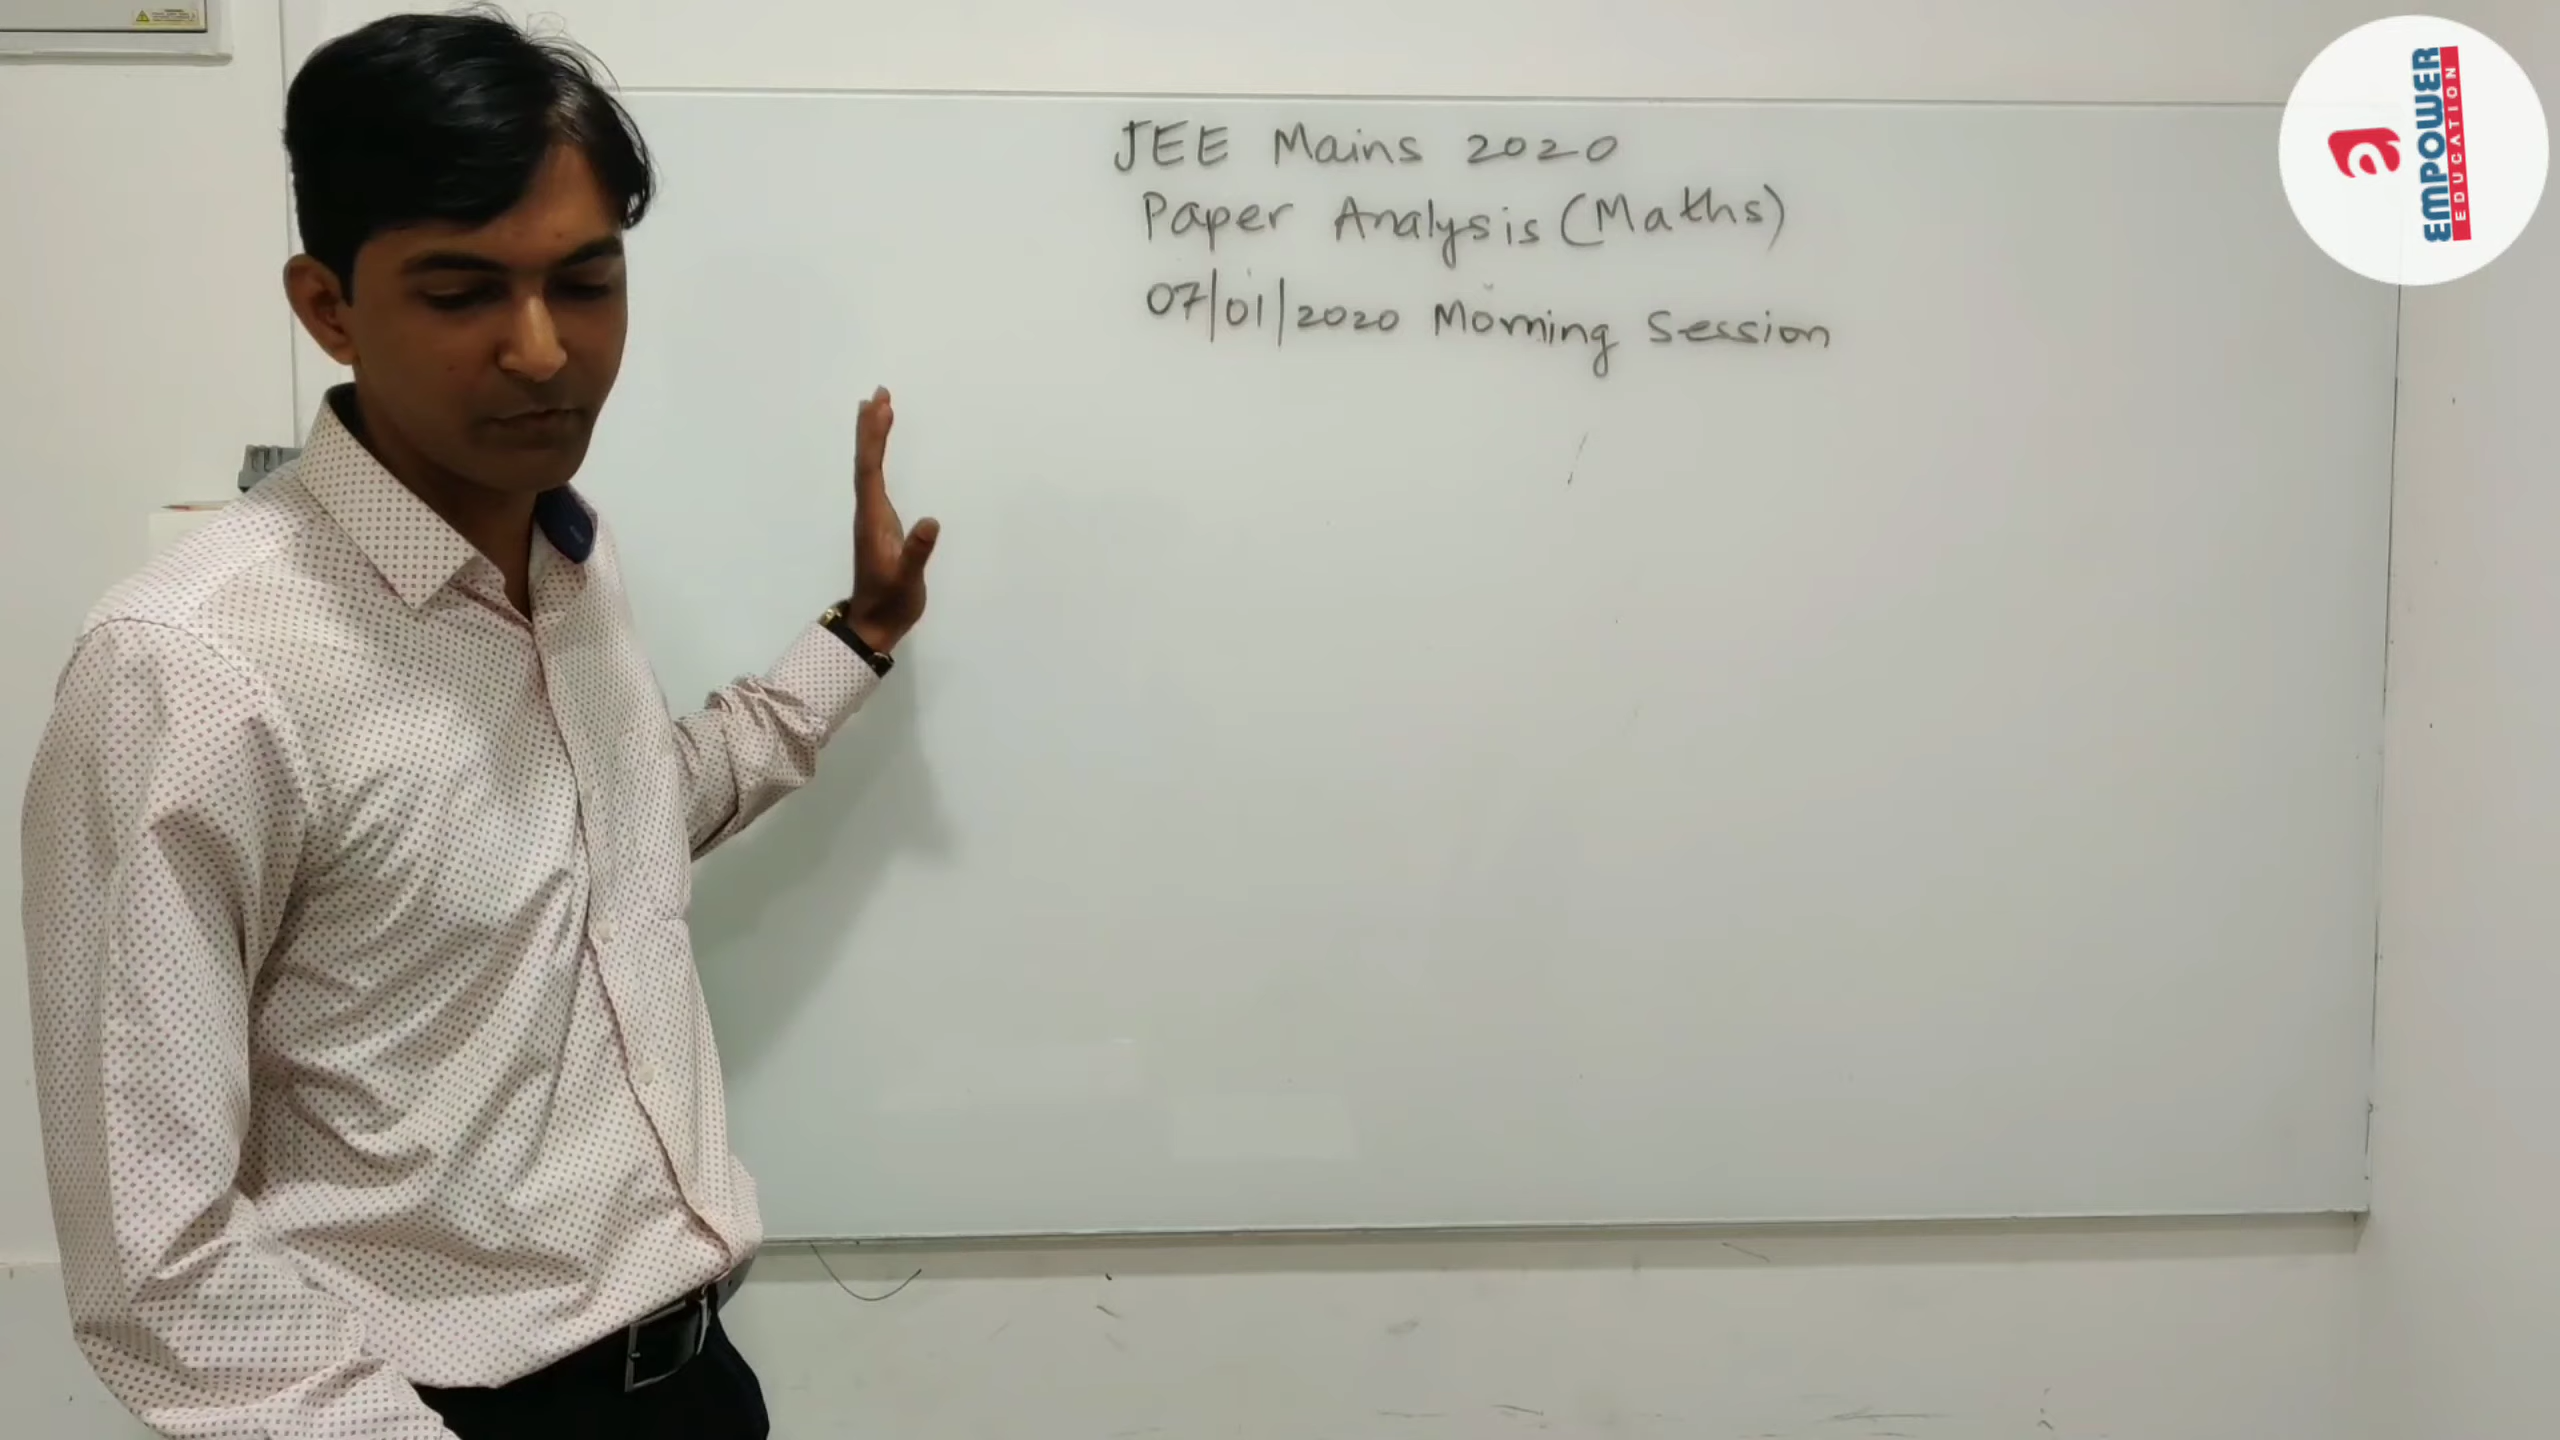 JEE Mains 2020
Paper Analysis (Maths)
07/01/2020 Morning Session
EMPOWER
EDUCATION